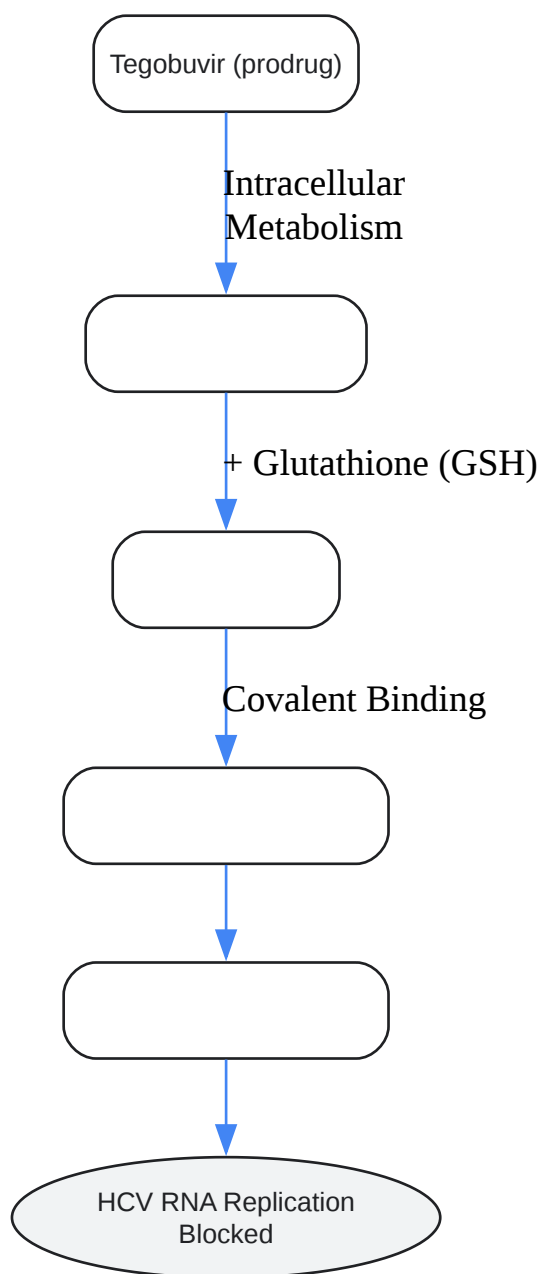 Tegobuvir (prodrug)
Intracellular
Metabolism
+ Glutathione (GSH)
Covalent Binding
HCV RNA Replication
Blocked